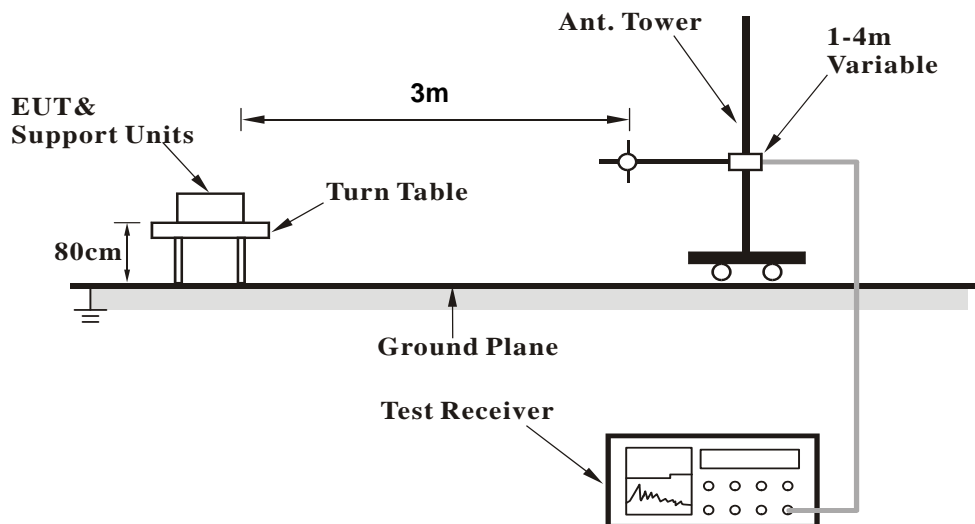 Ant. Tower
1-4m
Variable
3m
EUT&
Support Units
Turn Table
80cm
Ground Plane
Test Receiver